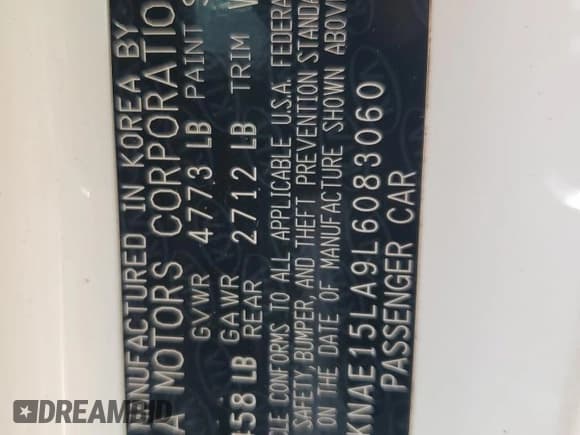 MANUFACTURED IN KOREA BY
MOTORS CORPORATION
GVWR 4773 LB PAINT
GAWR
458 LB REAR 2712 LB TRIM
CLE CONFORMS TO ALL APPLICABLE U.S.A. FEDERA
SAFETY, BUMPER, AND THEFT PREVENTION STANDA
ON THE DATE OF MANUFACTURE SHOWN ABOVE
KNAE15LA9L6083060
PASSENGER CAR
DREAMBID